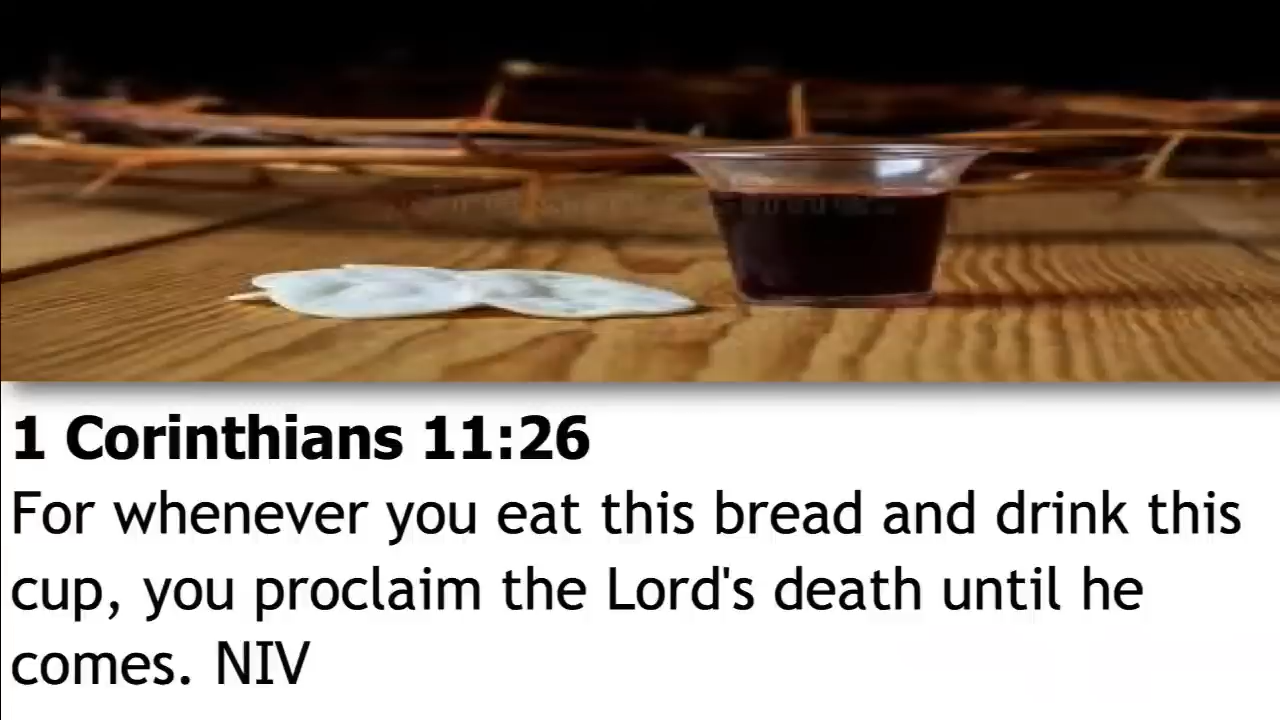 1 Corinthians 11:26
For whenever you eat this bread and drink this
cup, you proclaim the Lord's death until he
comes. NIV